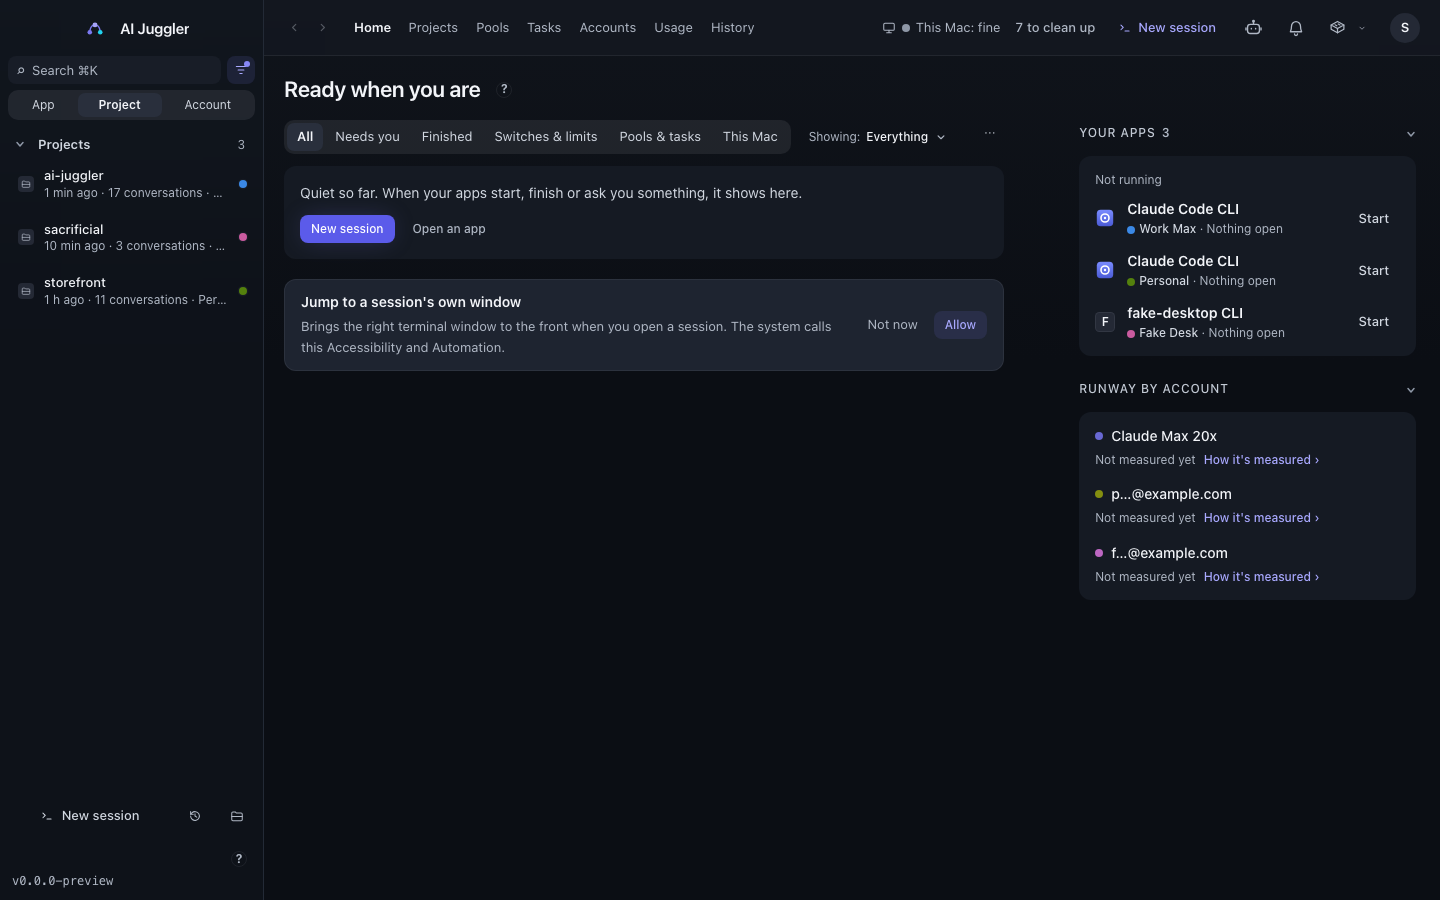 AI Juggler
Search ⌘K
App
Project
Account
Projects
3
ai-juggler
1 min ago · 17 conversations · ...
sacrificial
10 min ago · 3 conversations · ...
storefront
1 h ago · 11 conversations · Per...
New session
?
v0.0.0-preview
Home
Projects
Pools
Tasks
Accounts
Usage
History
This Mac: fine
7 to clean up
New session
S
Ready when you are
?
All
Needs you
Finished
Switches & limits
Pools & tasks
This Mac
Showing: Everything
...
Quiet so far. When your apps start, finish or ask you something, it shows here.
New session
Open an app
Jump to a session's own window
Brings the right terminal window to the front when you open a session. The system calls
this Accessibility and Automation.
Not now
Allow
YOUR APPS 3
Not running
Claude Code CLI
Work Max · Nothing open
Start
Claude Code CLI
Personal · Nothing open
Start
F
fake-desktop CLI
Fake Desk · Nothing open
Start
RUNWAY BY ACCOUNT
Claude Max 20x
Not measured yet How it's measured ›
p...@example.com
Not measured yet How it's measured ›
f...@example.com
Not measured yet How it's measured ›